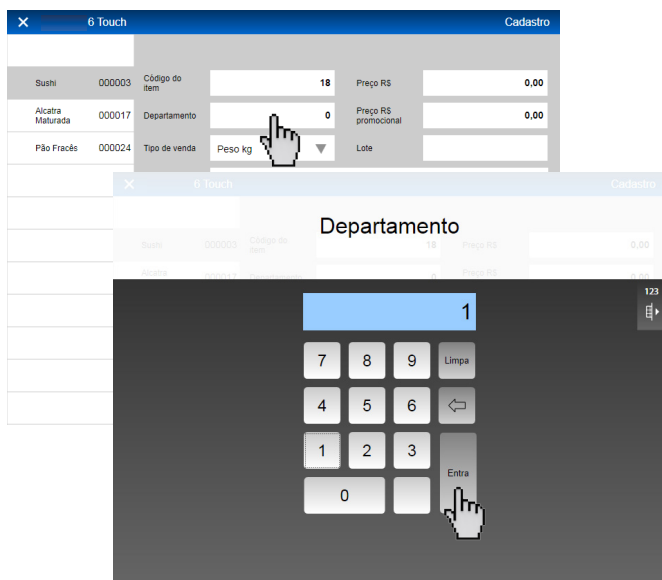 × 6 Touch Cadastro
Sushi 000003 Código do item 18 Preço R$ 0,00
Alcatra Maturada 000017 Departamento 0 Preço R$ promocional 0,00
Pão Fracês 000024 Tipo de venda Peso kg ▼ Lote
× 6 Touch Cadastro
Departamento
Sushi 000003 Código do item 18 Preço R$ 0,00
Alcatra 000017 Departamento 0 Preço R$ 0,00
1
123
7 8 9 Limpa
4 5 6
1 2 3
Entra
0